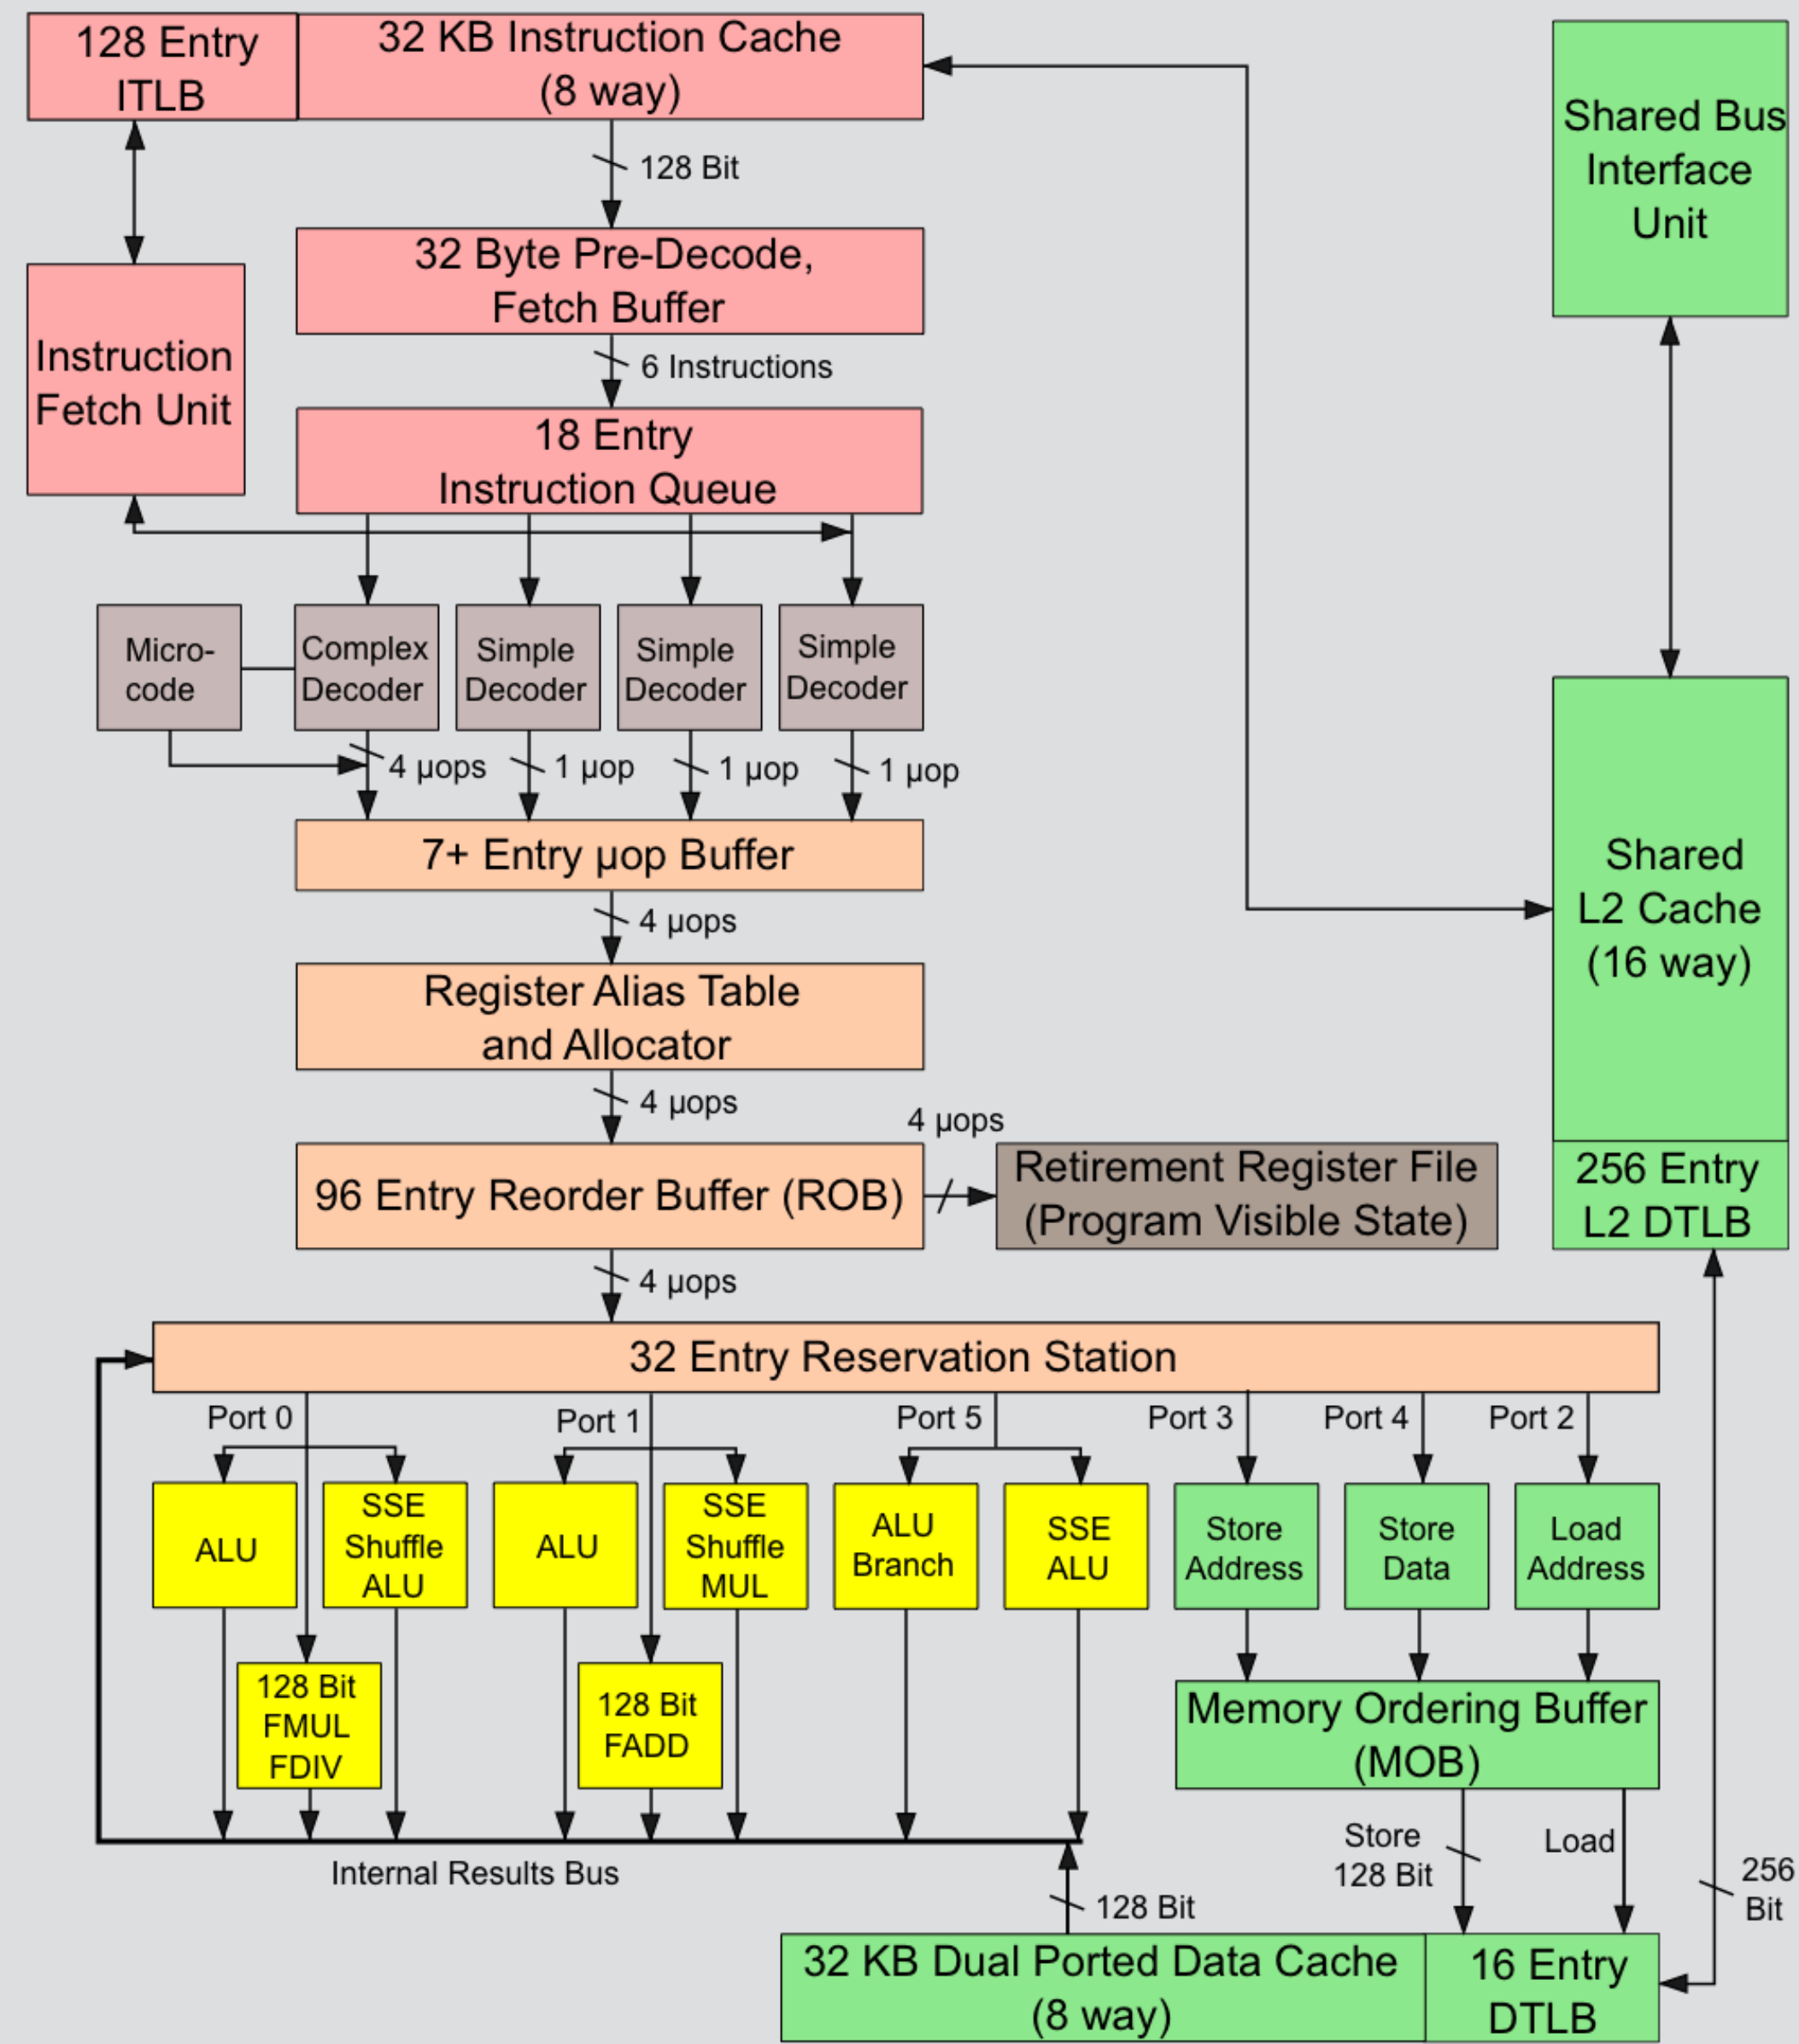 128 Entry
ITLB
32 KB Instruction Cache
(8 way)
Shared Bus
Interface
Unit
128 Bit
32 Byte Pre-Decode,
Fetch Buffer
Instruction
Fetch Unit
6 Instructions
18 Entry
Instruction Queue
Micro-
code
Complex
Decoder
Simple
Decoder
Simple
Decoder
Simple
Decoder
4 µops
1 µop
1 µop
1 µop
7+ Entry µop Buffer
Shared
L2 Cache
(16 way)
4 µops
Register Alias Table
and Allocator
4 µops
4 µops
96 Entry Reorder Buffer (ROB)
Retirement Register File
(Program Visible State)
256 Entry
L2 DTLB
4 µops
32 Entry Reservation Station
Port 0
Port 1
Port 5
Port 3
Port 4
Port 2
ALU
SSE
Shuffle
ALU
ALU
SSE
Shuffle
MUL
ALU
Branch
SSE
ALU
Store
Address
Store
Data
Load
Address
128 Bit
FMUL
FDIV
128 Bit
FADD
Memory Ordering Buffer
(MOB)
Internal Results Bus
Store
128 Bit
Load
256
Bit
128 Bit
32 KB Dual Ported Data Cache
(8 way)
16 Entry
DTLB